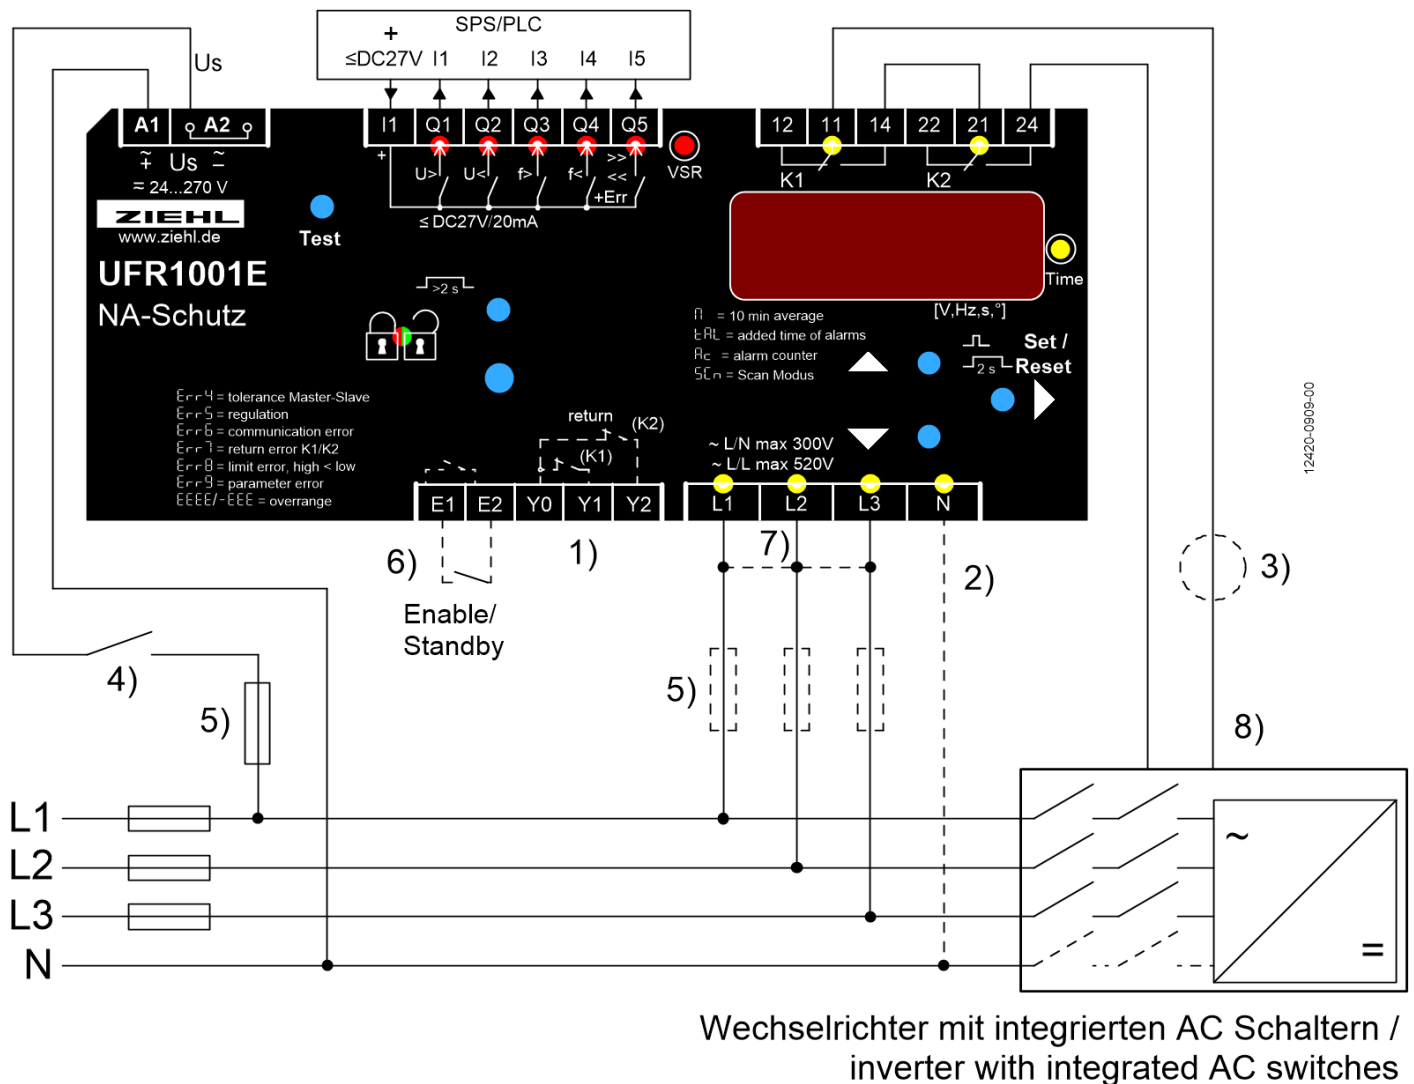 SPS/PLC
+
≤DC27V I1 I2 I3 I4 I5
Us
A1 A2
I1 Q1 Q2 Q3 Q4 Q5
12 11 14 22 21 24
~ ~
+ Us −
≂ 24...270 V
+
U> U< f> f< >>
<<
+Err
VSR
K1 K2
≤ DC27V/20mA
ZIEHL
www.ziehl.de
Test
UFR1001E
NA-Schutz
Time
>2 s
[V,Hz,s,°]
= 10 min average
tAL = added time of alarms
Ac = alarm counter
SCn = Scan Modus
Set /
2 s Reset
Err4 = tolerance Master-Slave
Err5 = regulation
Err6 = communication error
Err7 = return error K1/K2
Err8 = limit error, high < low
Err9 = parameter error
EEEE/-EEE = overrange
return (K2)
(K1)
~ L/N max 300V
~ L/L max 520V
E1 E2 Y0 Y1 Y2
L1 L2 L3 N
12420-0909-00
6) 1) 7) 2) 3)
Enable/
Standby
4) 5) 5) 8)
L1
L2
L3
N
~
=
Wechselrichter mit integrierten AC Schaltern /
inverter with integrated AC switches